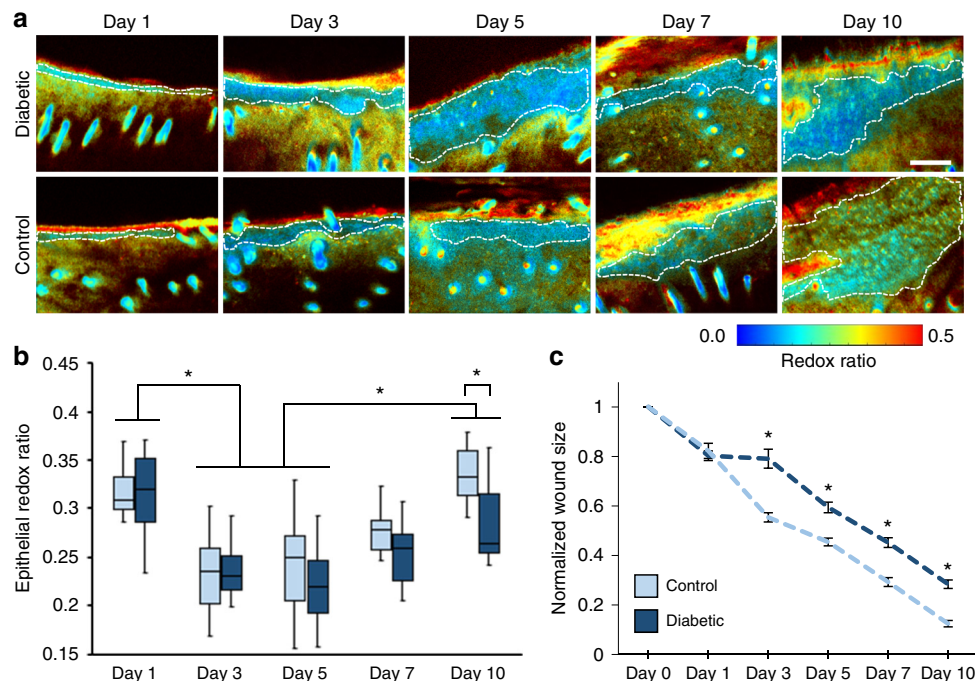 a
Day 1 Day 3 Day 5 Day 7 Day 10
Diabetic
Control
0.0 0.5
Redox ratio
b
Epithelial redox ratio
0.45
0.4
0.35
0.3
0.25
0.2
0.15
* * *
Day 1 Day 3 Day 5 Day 7 Day 10
c
Normalized wound size
1
0.8
0.6
0.4
0.2
0
* * * *
Control
Diabetic
Day 0 Day 1 Day 3 Day 5 Day 7 Day 10